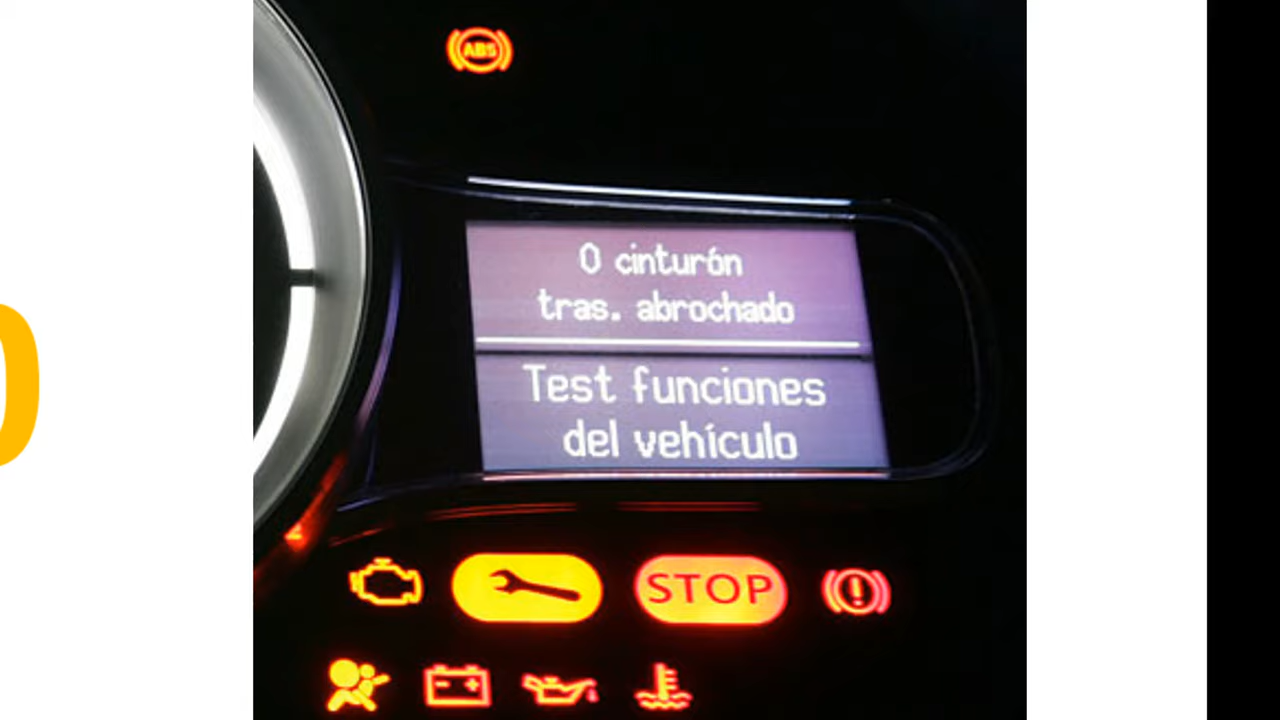 ABS
0 cinturón
tras. abrochado
Test funciones
del vehículo
STOP